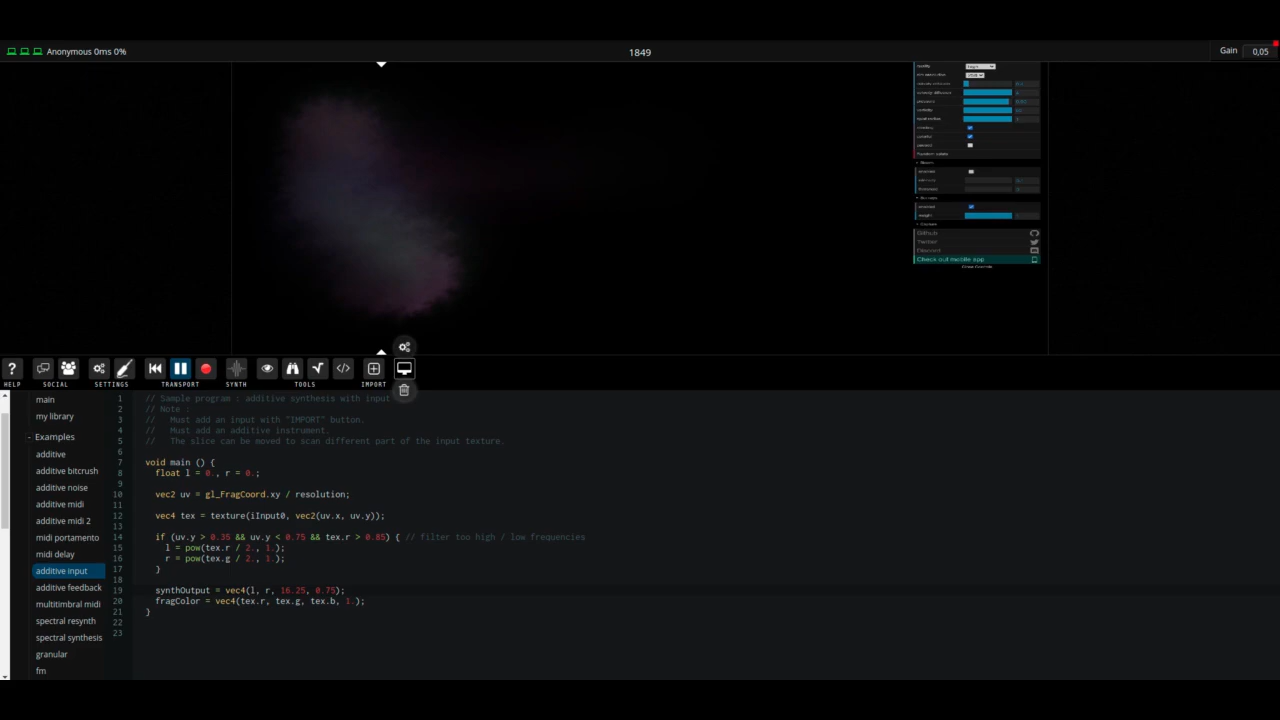 Anonymous 0ms 0%
1849
Gain 0,05
Github
Twitter
Discord
Check out mobile app
HELP SOCIAL SETTINGS TRANSPORT SYNTH TOOLS IMPORT
main
my library
- Examples
additive
additive bitcrush
additive noise
additive midi
additive midi 2
midi portamento
midi delay
additive input
additive feedback
multitimbral midi
spectral resynth
spectral synthesis
granular
fm
1 // Sample program : additive synthesis with input
2 // Note :
3 //   Must add an input with "IMPORT" button.
4 //   Must add an additive instrument.
5 //   The slice can be moved to scan different part of the input texture.
6
7 void main () {
8   float l = 0., r = 0.;
9
10   vec2 uv = gl_FragCoord.xy / resolution;
11
12   vec4 tex = texture(iInput0, vec2(uv.x, uv.y));
13
14   if (uv.y > 0.35 && uv.y < 0.75 && tex.r > 0.85) { // filter too high / low frequencies
15     l = pow(tex.r / 2., 1.);
16     r = pow(tex.g / 2., 1.);
17   }
18
19   synthOutput = vec4(l, r, 16.25, 0.75);
20   fragColor = vec4(tex.r, tex.g, tex.b, 1.);
21 }
22
23